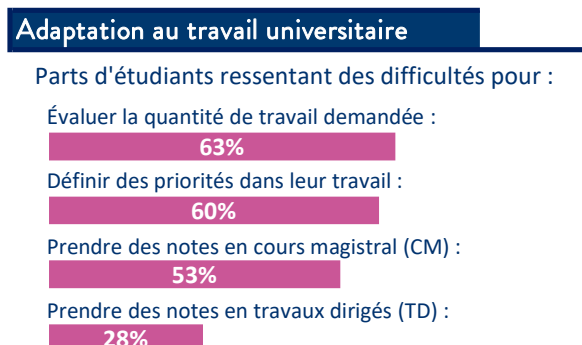 Adaptation au travail universitaire
Parts d'étudiants ressentant des difficultés pour :
Évaluer la quantité de travail demandée :
63%
Définir des priorités dans leur travail :
60%
Prendre des notes en cours magistral (CM) :
53%
Prendre des notes en travaux dirigés (TD) :
28%